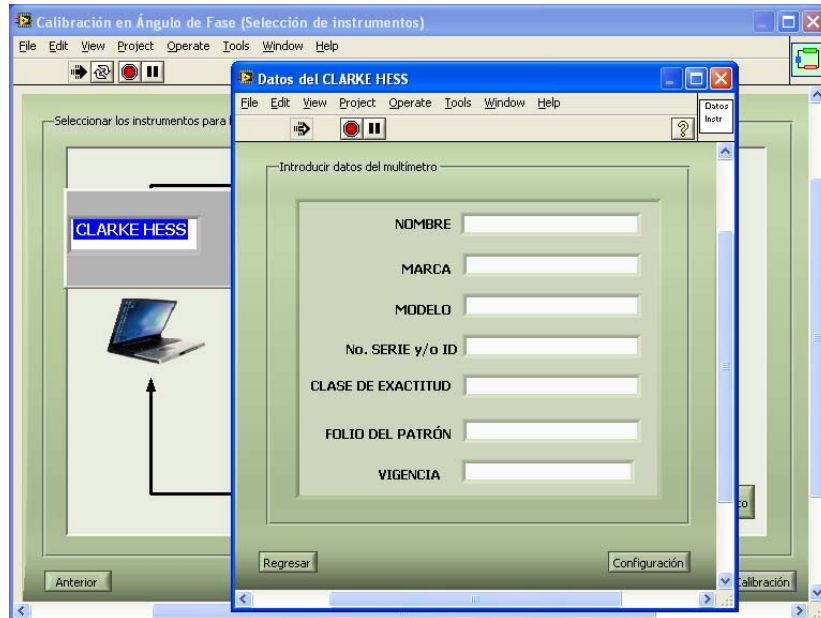 Calibración en Ángulo de Fase (Selección de instrumentos)
File Edit View Project Operate Tools Window Help
Seleccionar los instrumentos para
CLARKE HESS
Anterior
Calibración
Datos del CLARKE HESS
File Edit View Project Operate Tools Window Help
Datos
Instr
Introducir datos del multímetro
NOMBRE
MARCA
MODELO
No. SERIE y/o ID
CLASE DE EXACTITUD
FOLIO DEL PATRÓN
VIGENCIA
Regresar
Configuración